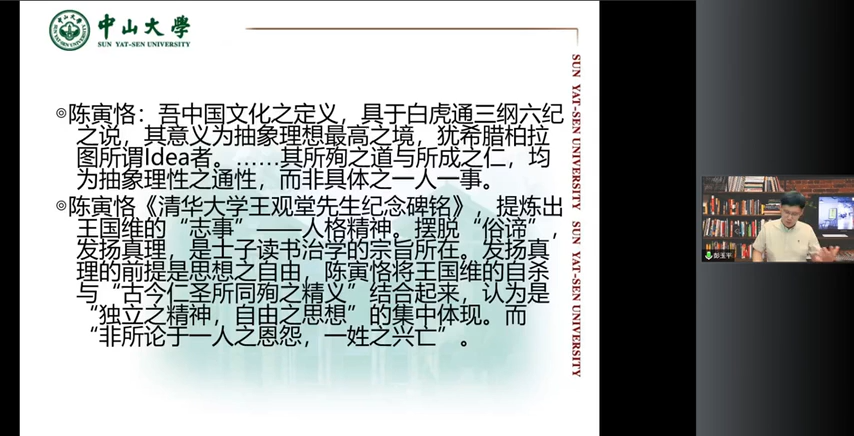 中山大學
SUN YAT-SEN UNIVERSITY
SUN YAT-SEN UNIVERSITY SUN YAT-SEN UNIVERSITY
◎陈寅恪：吾中国文化之定义，具于白虎通三纲六纪
之说，其意义为抽象理想最高之境，犹希腊柏拉
图所谓Idea者。……其所殉之道与所成之仁，均
为抽象理性之通性，而非具体之一人一事。
◎陈寅恪《清华大学王观堂先生纪念碑铭》，提炼出
王国维的“志事”——人格精神。摆脱“俗谛”，
发扬真理，是士子读书治学的宗旨所在。发扬真
理的前提是思想之自由，陈寅恪将王国维的自杀
与“古今仁圣所同殉之精义”结合起来，认为是
“独立之精神，自由之思想”的集中体现。而
“非所论于一人之恩怨，一姓之兴亡”。
彭玉平